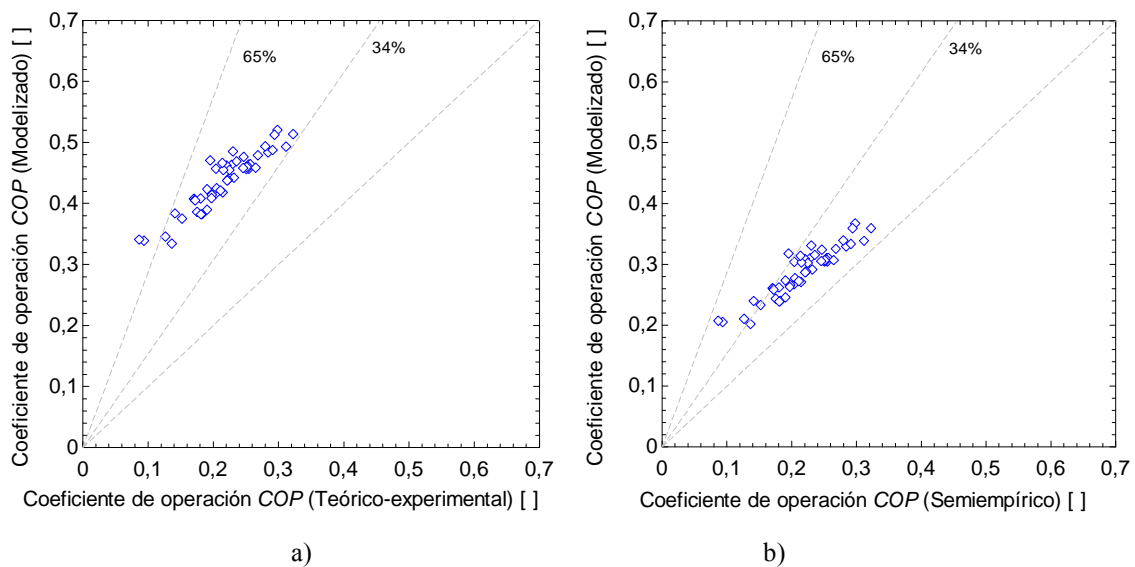 0,7
0,6
0,5
0,4
0,3
0,2
0,1
0
0 0,1 0,2 0,3 0,4 0,5 0,6 0,7
65%
34%
Coeficiente de operación COP (Modelizado) [ ]
Coeficiente de operación COP (Teórico-experimental) [ ]
a)
0,7
0,6
0,5
0,4
0,3
0,2
0,1
0
0 0,1 0,2 0,3 0,4 0,5 0,6 0,7
65%
34%
Coeficiente de operación COP (Modelizado) [ ]
Coeficiente de operación COP (Semiempírico) [ ]
b)